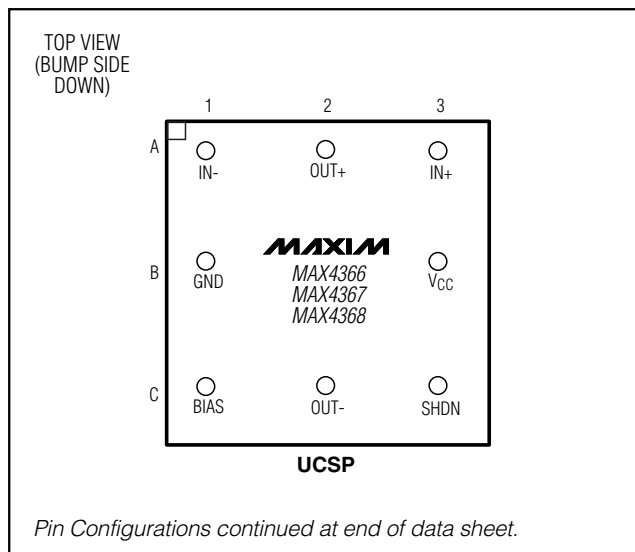 TOP VIEW
(BUMP SIDE
DOWN)
1 2 3
A
IN- OUT+ IN+
MAXIM
B
MAX4366
GND VCC
MAX4367
MAX4368
C
BIAS OUT- SHDN
UCSP
Pin Configurations continued at end of data sheet.